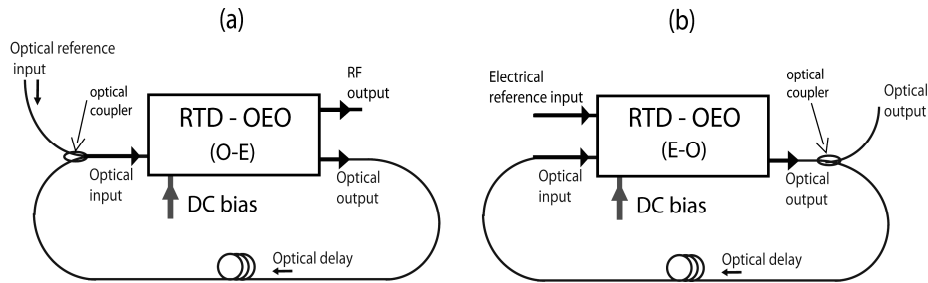 (a)
Optical reference
input
optical
coupler
RTD - OEO
(O-E)
RF
output
Optical
input
Optical
output
DC bias
Optical delay
(b)
Electrical
reference input
optical
coupler
Optical
output
RTD - OEO
(E-O)
Optical
input
Optical
output
DC bias
Optical delay